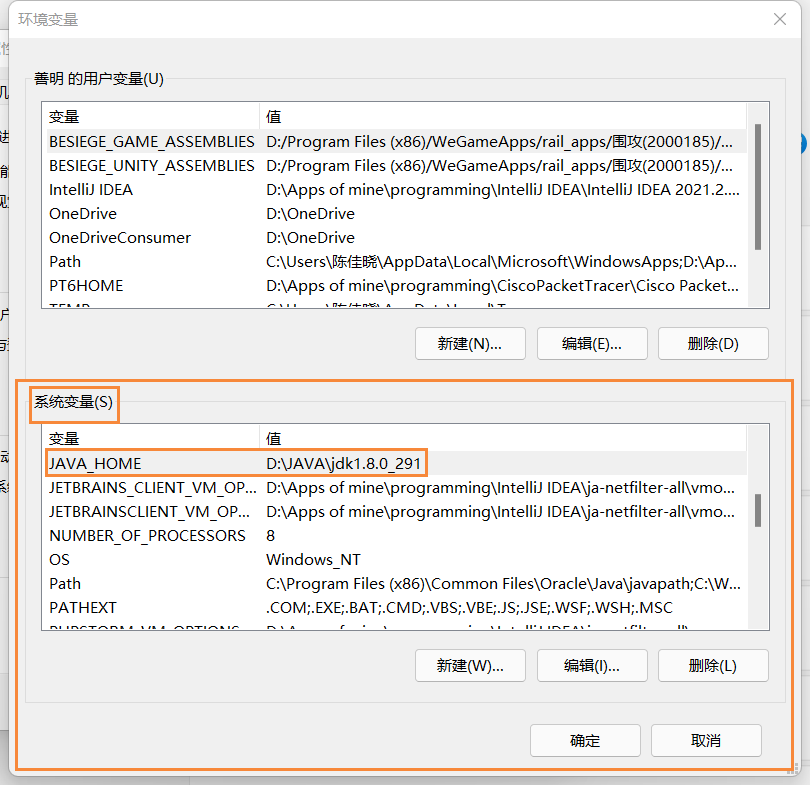 环境变量
善明 的用户变量(U)
变量 值
BESIEGE_GAME_ASSEMBLIES D:/Program Files (x86)/WeGameApps/rail_apps/围攻(2000185)/...
BESIEGE_UNITY_ASSEMBLIES D:/Program Files (x86)/WeGameApps/rail_apps/围攻(2000185)/...
IntelliJ IDEA D:\Apps of mine\programming\IntelliJ IDEA\IntelliJ IDEA 2021.2....
OneDrive D:\OneDrive
OneDriveConsumer D:\OneDrive
Path C:\Users\陈佳晓\AppData\Local\Microsoft\WindowsApps;D:\Ap...
PT6HOME D:\Apps of mine\programming\CiscoPacketTracer\Cisco Packet...
新建(N)... 编辑(E)... 删除(D)
系统变量(S)
变量 值
JAVA_HOME D:\JAVA\jdk1.8.0_291
JETBRAINS_CLIENT_VM_OP... D:\Apps of mine\programming\IntelliJ IDEA\ja-netfilter-all\vmo...
JETBRAINSCLIENT_VM_OP... D:\Apps of mine\programming\IntelliJ IDEA\ja-netfilter-all\vmo...
NUMBER_OF_PROCESSORS 8
OS Windows_NT
Path C:\Program Files (x86)\Common Files\Oracle\Java\javapath;C:\W...
PATHEXT .COM;.EXE;.BAT;.CMD;.VBS;.VBE;.JS;.JSE;.WSF;.WSH;.MSC
新建(W)... 编辑(I)... 删除(L)
确定 取消